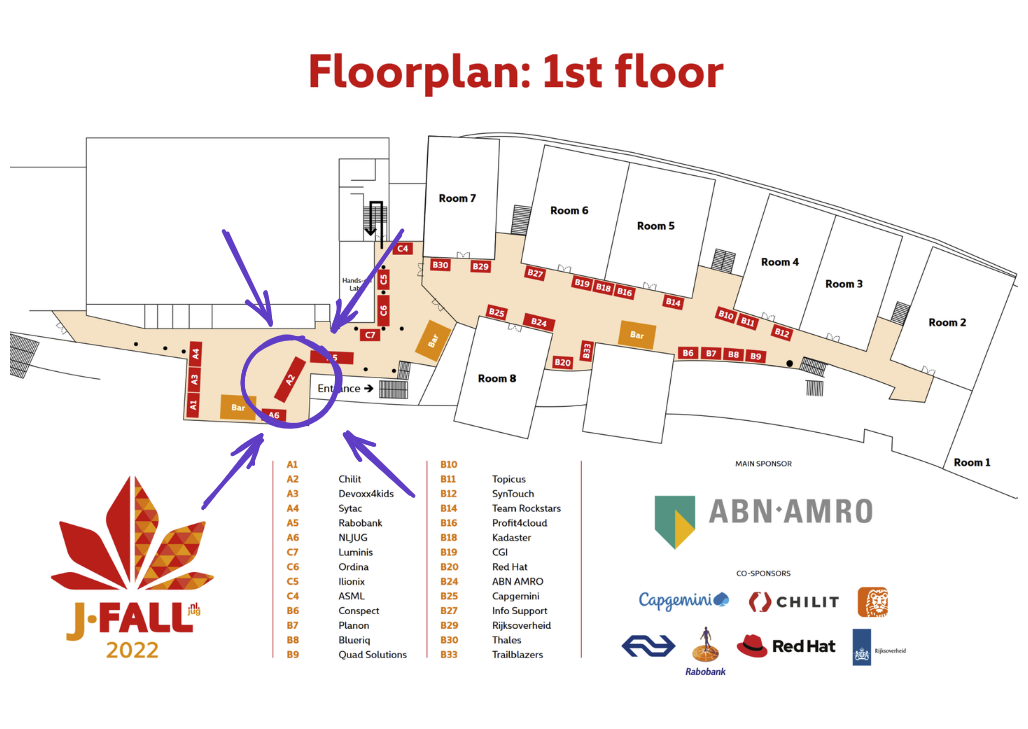 Floorplan: 1st floor
Room 7
Room 6
Room 5
Room 4
Room 3
Room 2
Room 1
Room 8
C4
B30
B29
B27
B19
B18
B16
B14
B10
B11
B12
C5
C6
C7
Hands-
Lab
B25
B24
B20
B33
Bar
Bar
B6
B7
B8
B9
A4
A3
A1
A2
Bar
A6
Entrance
A1
A2 Chilit
A3 Devoxx4kids
A4 Sytac
A5 Rabobank
A6 NLJUG
C7 Luminis
C6 Ordina
C5 Ilionix
C4 ASML
B6 Conspect
B7 Planon
B8 Blueriq
B9 Quad Solutions
B10
B11 Topicus
B12 SynTouch
B14 Team Rockstars
B16 Profit4cloud
B18 Kadaster
B19 CGI
B20 Red Hat
B24 ABN AMRO
B25 Capgemini
B27 Info Support
B29 Rijksoverheid
B30 Thales
B33 Trailblazers
MAIN SPONSOR
ABN·AMRO
CO-SPONSORS
Capgemini
CHILIT
Rabobank
Red Hat
Rijksoverheid
J·FALL
nl
jug
2022